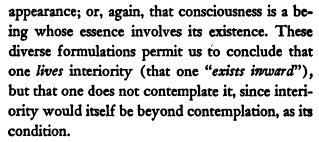 appearance; or, again, that consciousness is a be-
ing whose essence involves its existence. These
diverse formulations permit us to conclude that
one lives interiority (that one “exists inward”),
but that one does not contemplate it, since interi-
ority would itself be beyond contemplation, as its
condition.